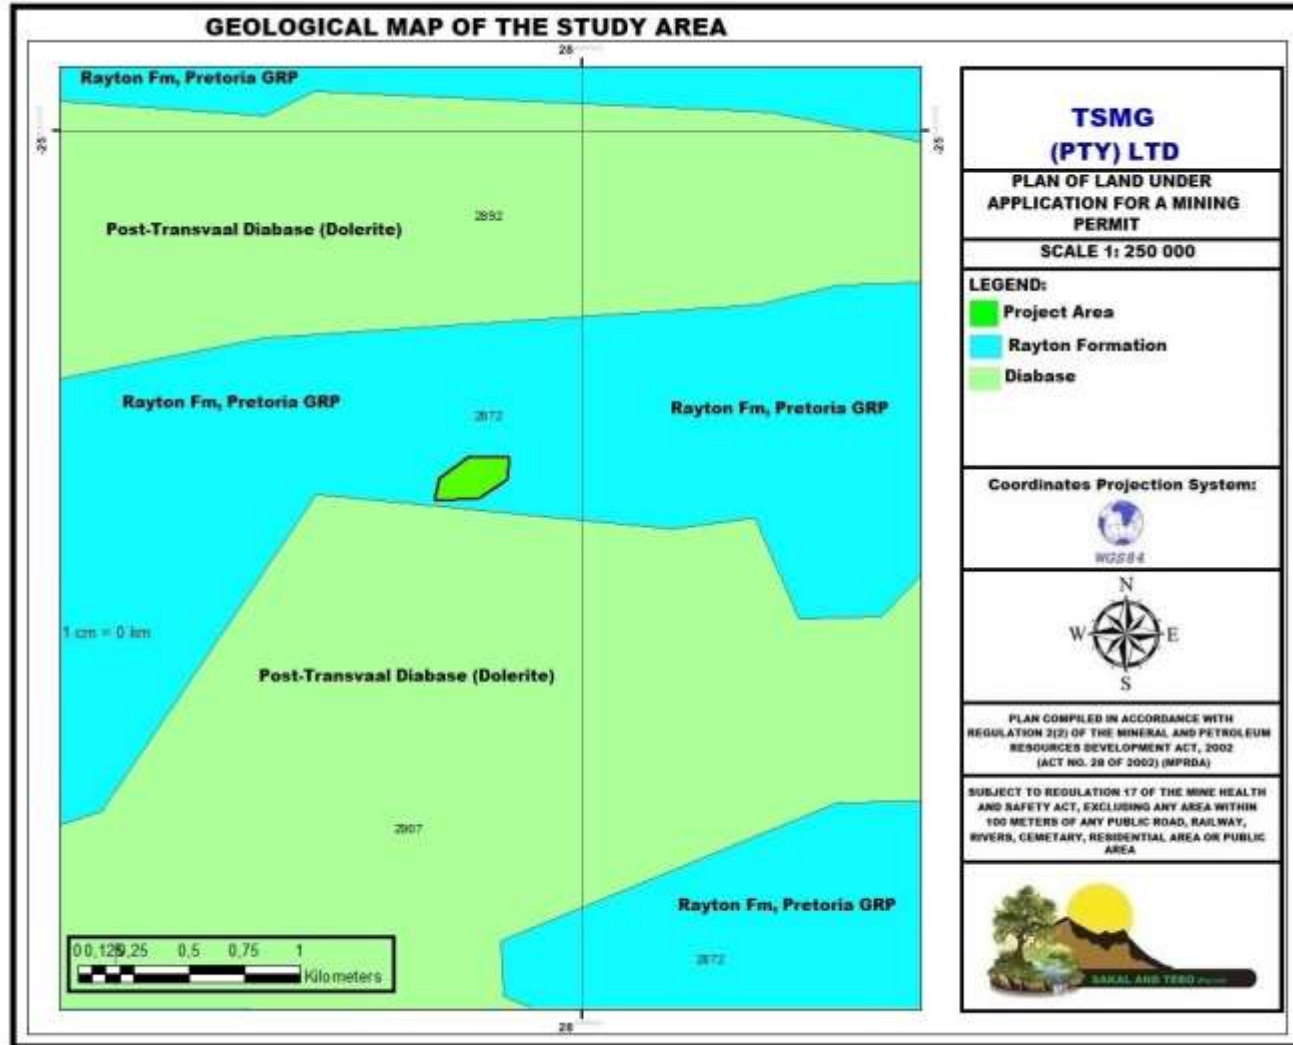 GEOLOGICAL MAP OF THE STUDY AREA
28
Rayton Fm, Pretoria GRP
-25
-25
2892
Post-Transvaal Diabase (Dolerite)
Rayton Fm, Pretoria GRP
2872
Rayton Fm, Pretoria GRP
1 cm = 0 km
Post-Transvaal Diabase (Dolerite)
2907
Rayton Fm, Pretoria GRP
2872
0 0,125 0,25 0,5 0,75 1
Kilometers
28
TSMG
(PTY) LTD
PLAN OF LAND UNDER
APPLICATION FOR A MINING
PERMIT
SCALE 1: 250 000
LEGEND:
Project Area
Rayton Formation
Diabase
Coordinates Projection System:
WGS84
N
W E
S
PLAN COMPILED IN ACCORDANCE WITH
REGULATION 2(2) OF THE MINERAL AND PETROLEUM
RESOURCES DEVELOPMENT ACT, 2002
(ACT NO. 28 OF 2002) (MPRDA)
SUBJECT TO REGULATION 17 OF THE MINE HEALTH
AND SAFETY ACT, EXCLUDING ANY AREA WITHIN
100 METERS OF ANY PUBLIC ROAD, RAILWAY,
RIVERS, CEMETARY, RESIDENTIAL AREA OR PUBLIC
AREA
SAKAL AND TEBO